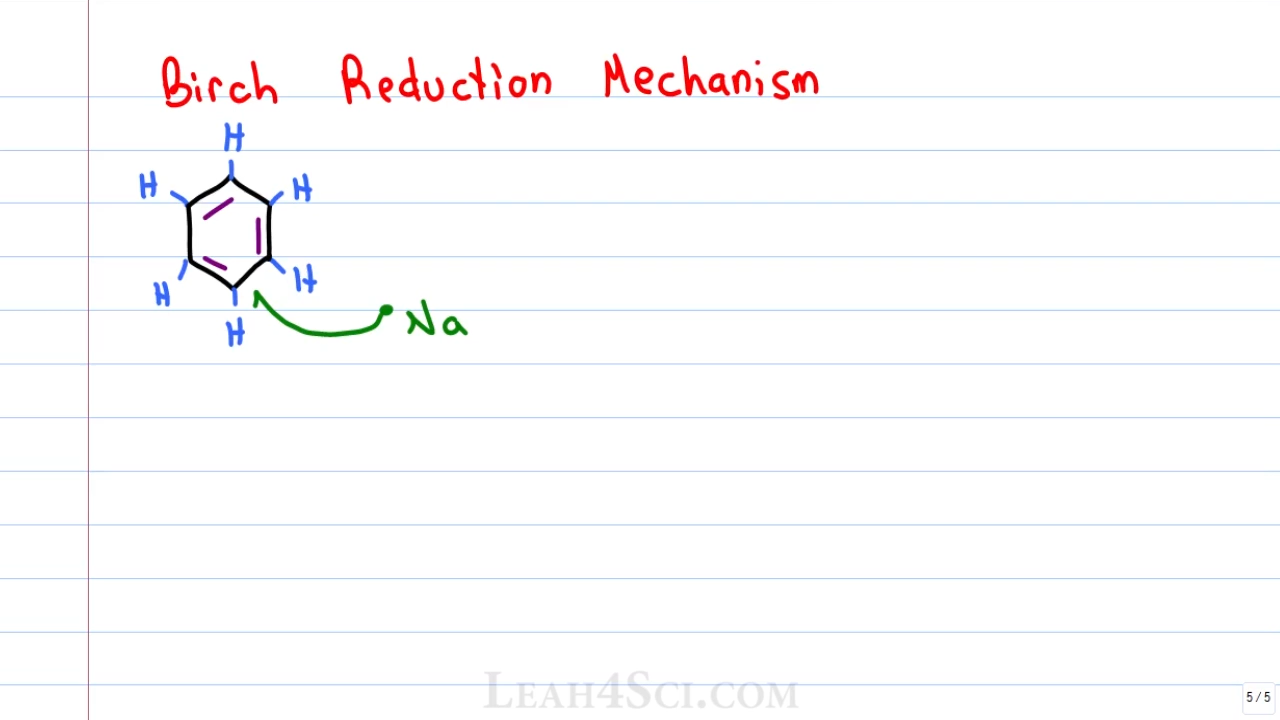 Birch Reduction Mechanism
H
H H
H H
H
Na
LEAH4SCI.COM
5/5